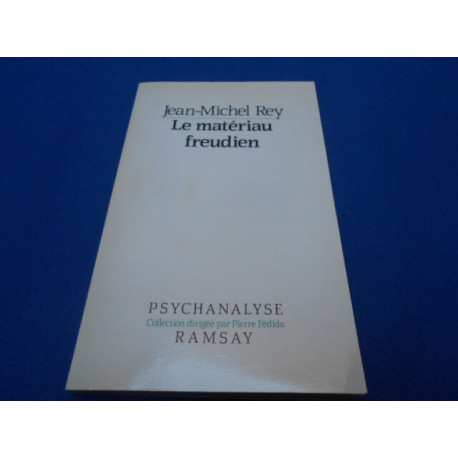 Jean-Michel Rey
Le matériau
freudien
PSYCHANALYSE
Collection dirigée par Pierre Fédida
RAMSAY